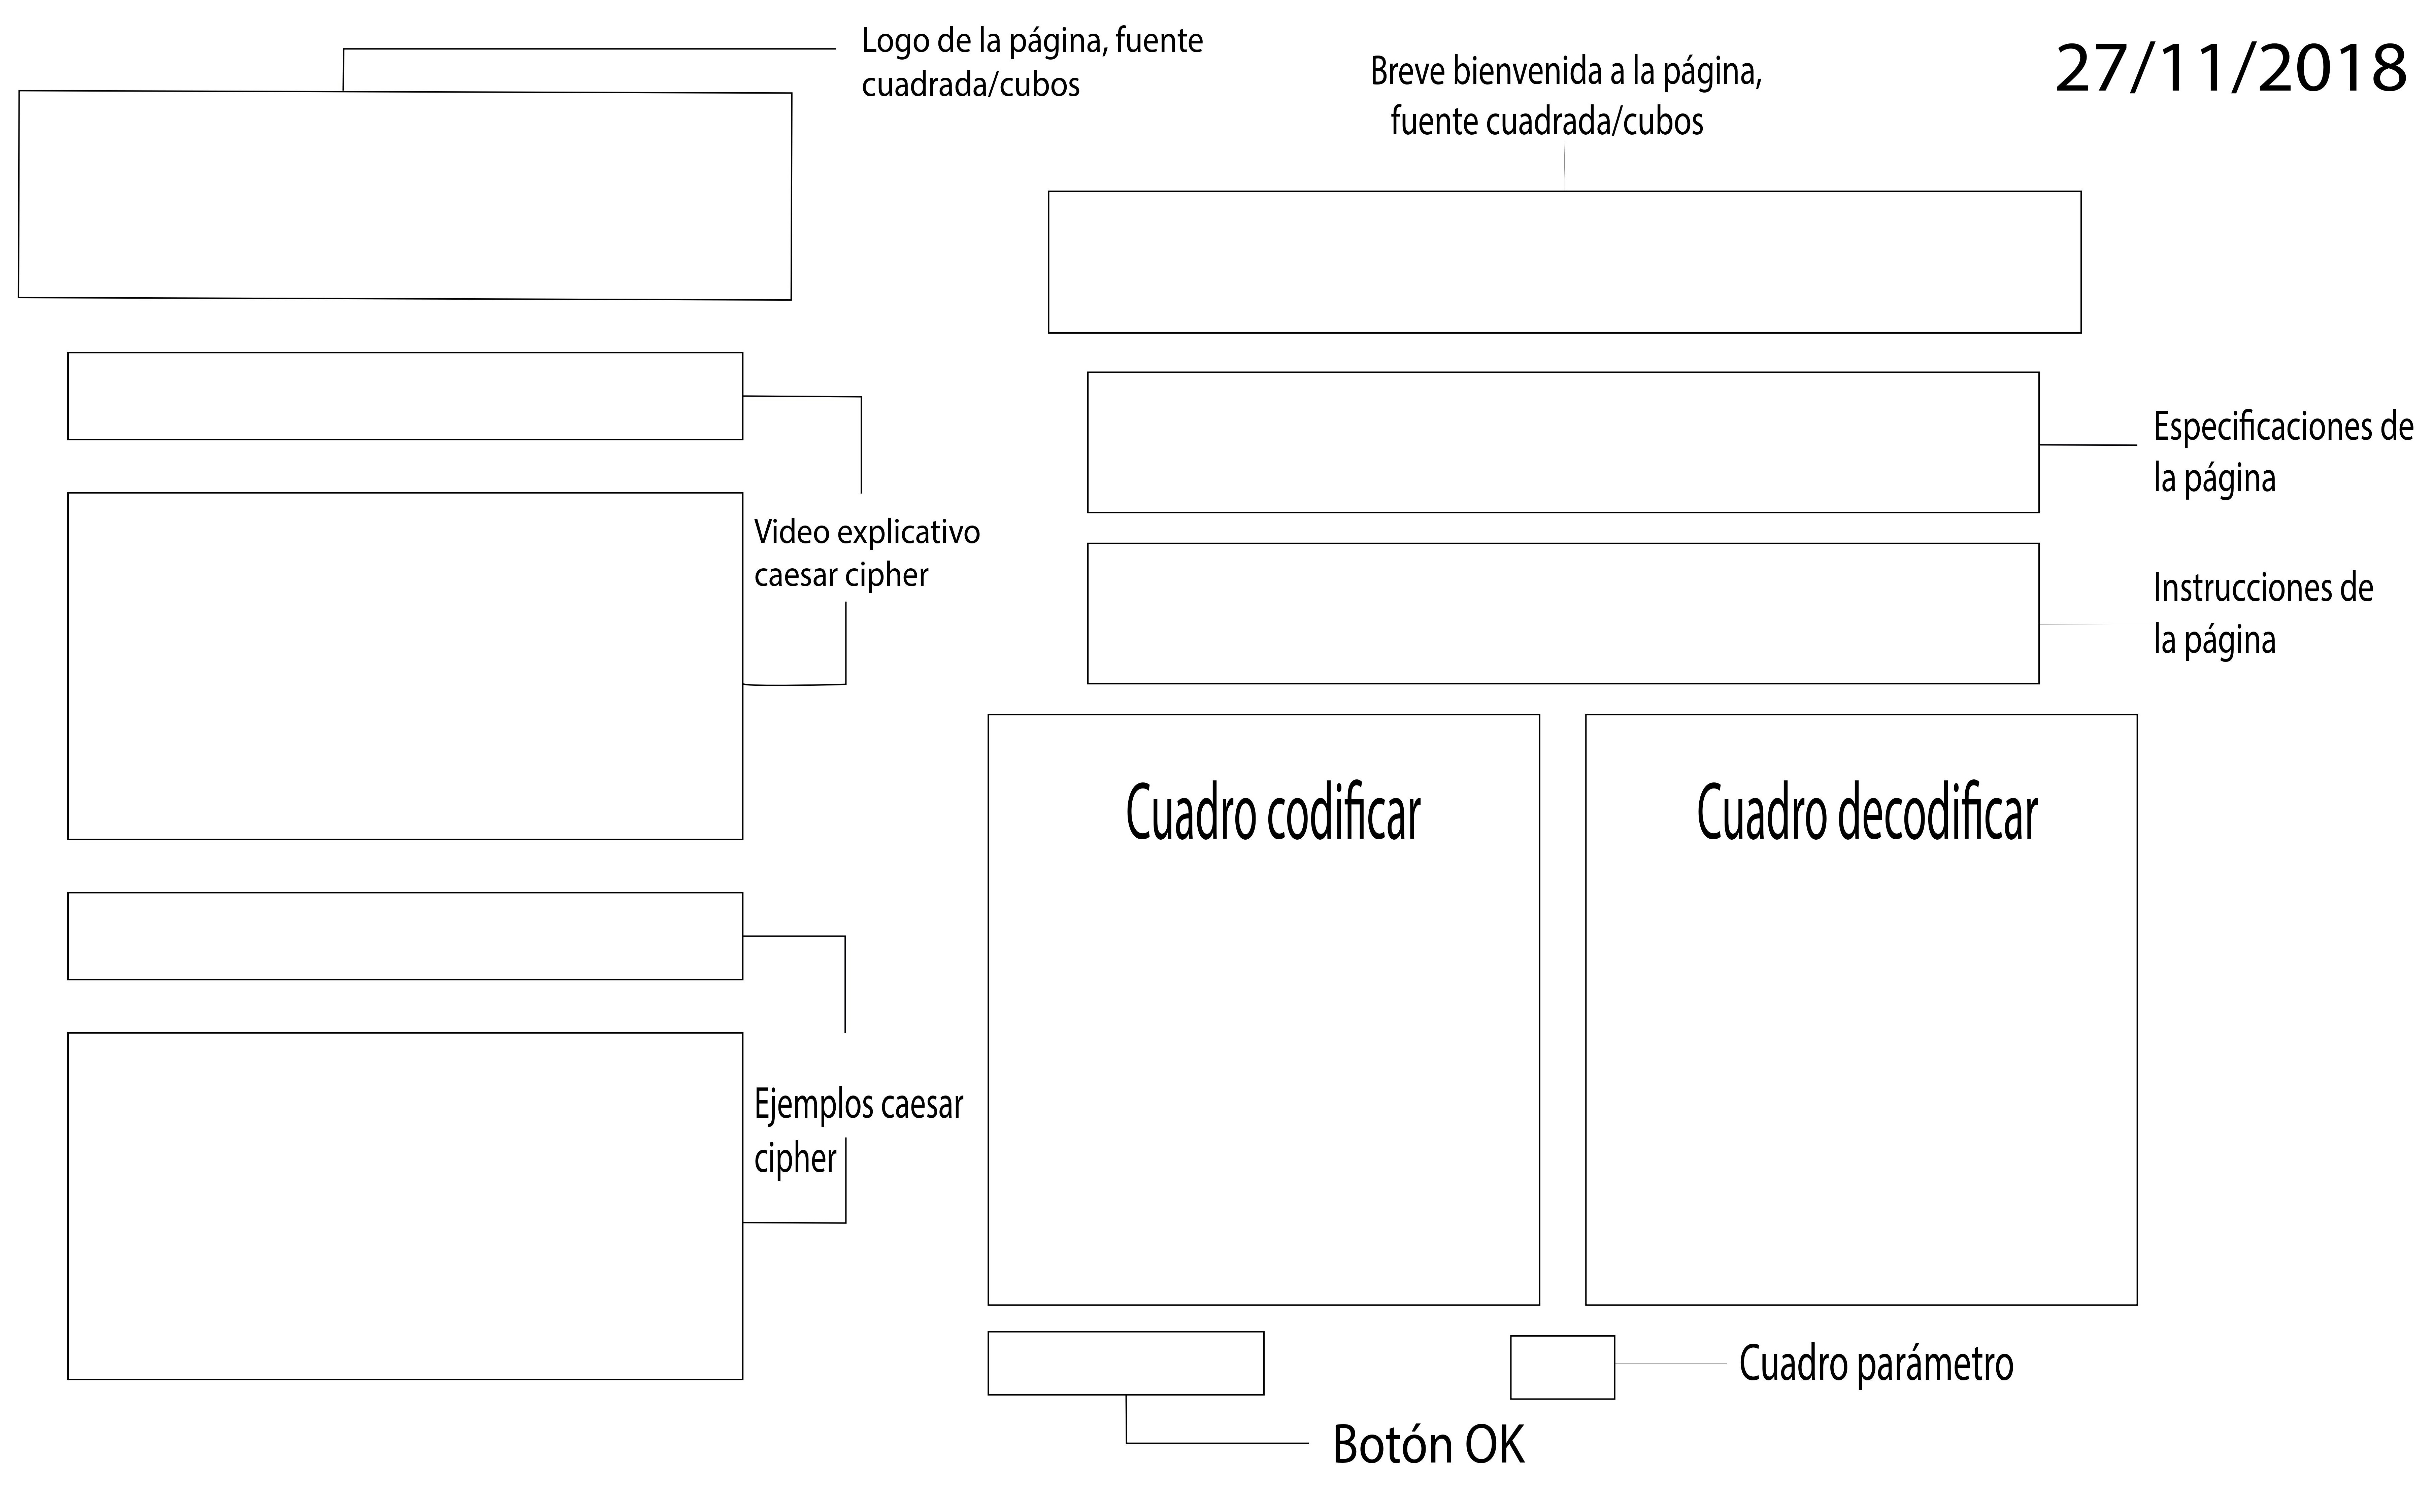 Logo de la página, fuente
cuadrada/cubos
Breve bienvenida a la página,
fuente cuadrada/cubos
27/11/2018
Video explicativo
caesar cipher
Especificaciones de
la página
Instrucciones de
la página
Cuadro codificar
Cuadro decodificar
Ejemplos caesar
cipher
Cuadro parámetro
Botón OK